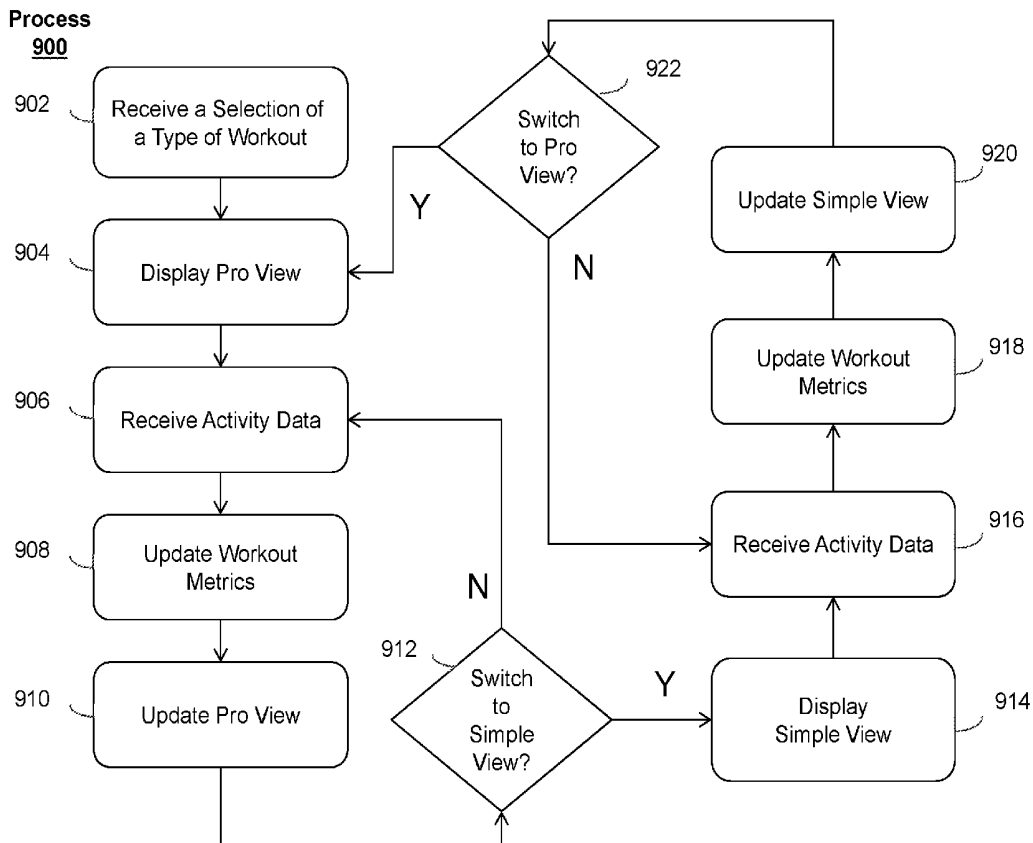 Process
900
902
Receive a Selection of
a Type of Workout
904
Display Pro View
906
Receive Activity Data
908
Update Workout
Metrics
910
Update Pro View
912
Switch
to
Simple
View?
N
Y
914
Display
Simple View
916
Receive Activity Data
918
Update Workout
Metrics
920
Update Simple View
922
Switch
to Pro
View?
Y
N